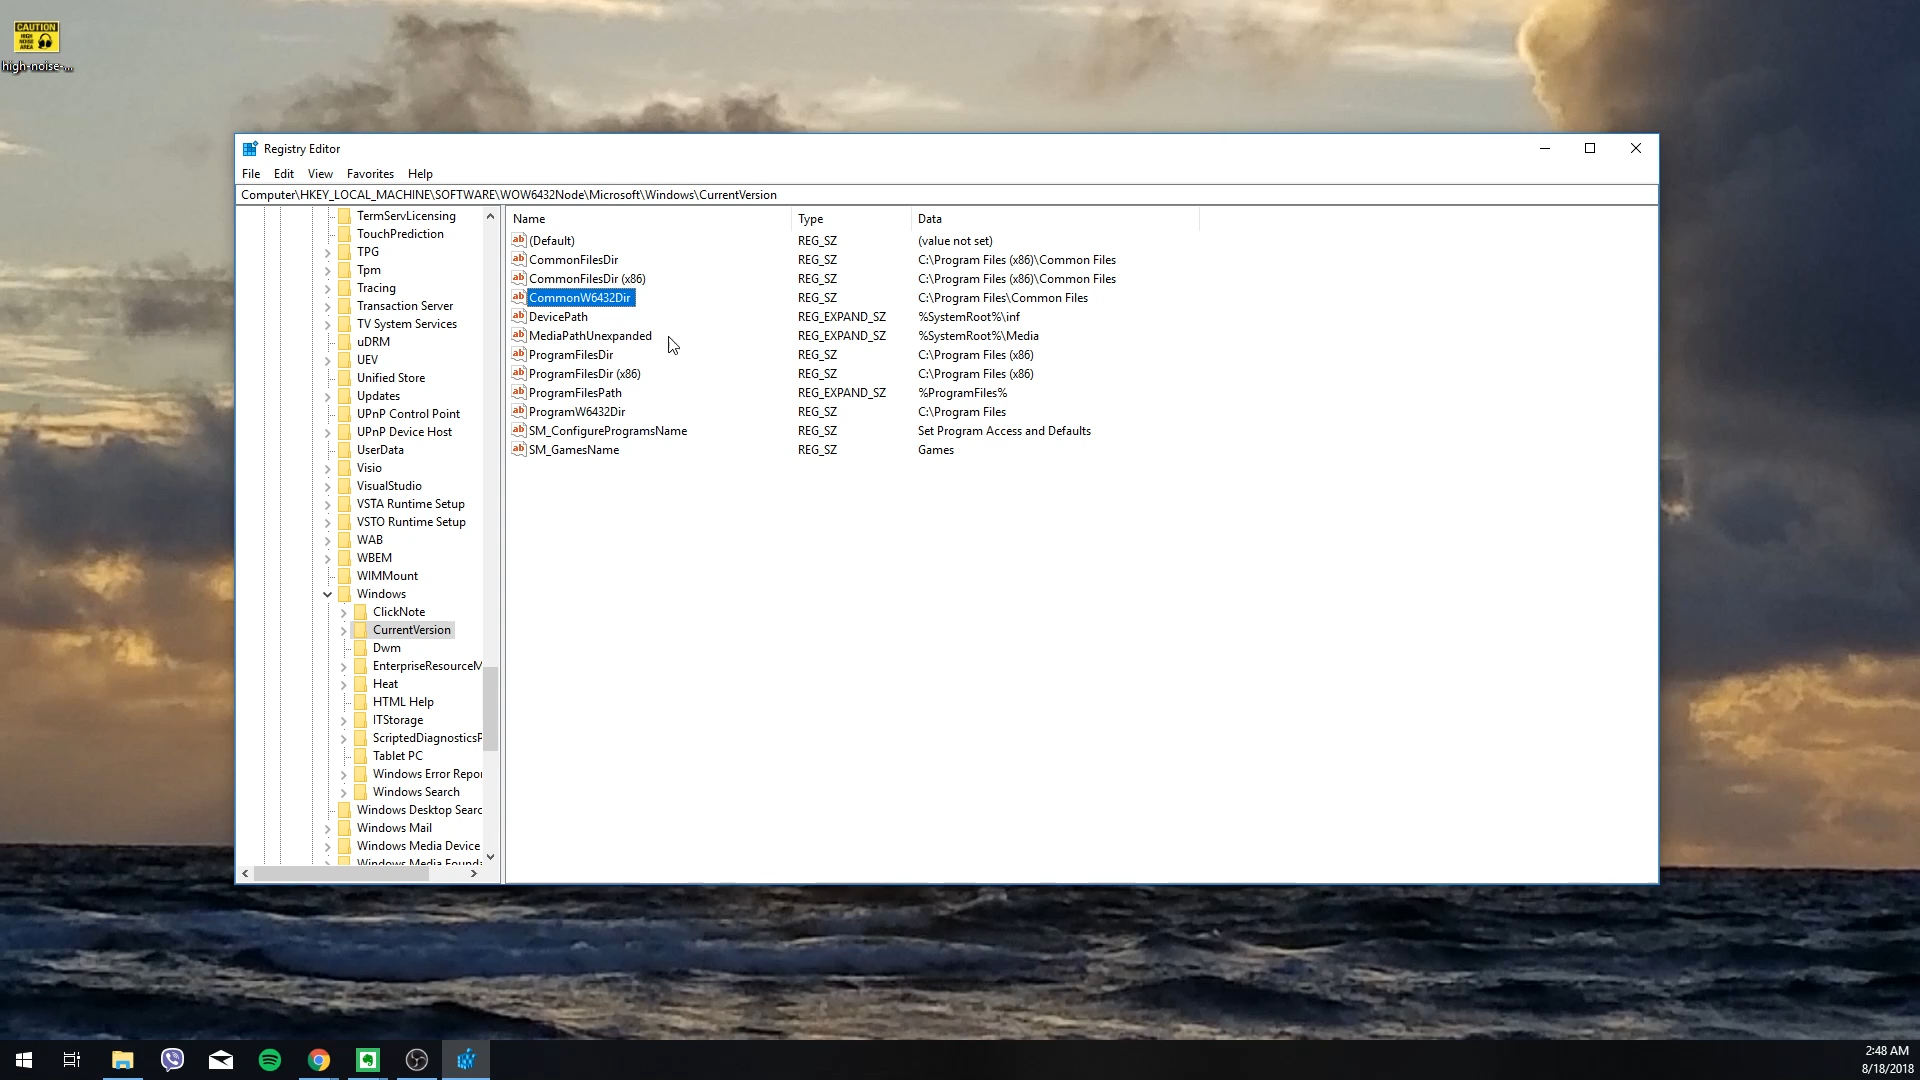 CAUTION
HIGH
NOISE
AREA
high-noise-...
Registry Editor
File Edit View Favorites Help
Computer\HKEY_LOCAL_MACHINE\SOFTWARE\WOW6432Node\Microsoft\Windows\CurrentVersion
TermServLicensing
TouchPrediction
TPG
Tpm
Tracing
Transaction Server
TV System Services
uDRM
UEV
Unified Store
Updates
UPnP Control Point
UPnP Device Host
UserData
Visio
VisualStudio
VSTA Runtime Setup
VSTO Runtime Setup
WAB
WBEM
WIMMount
Windows
ClickNote
CurrentVersion
Dwm
EnterpriseResourceM
Heat
HTML Help
ITStorage
ScriptedDiagnosticsP
Tablet PC
Windows Error Repor
Windows Search
Windows Desktop Searc
Windows Mail
Windows Media Device
Windows Media Founda
Name Type Data
(Default) REG_SZ (value not set)
CommonFilesDir REG_SZ C:\Program Files (x86)\Common Files
CommonFilesDir (x86) REG_SZ C:\Program Files (x86)\Common Files
CommonW6432Dir REG_SZ C:\Program Files\Common Files
DevicePath REG_EXPAND_SZ %SystemRoot%\inf
MediaPathUnexpanded REG_EXPAND_SZ %SystemRoot%\Media
ProgramFilesDir REG_SZ C:\Program Files (x86)
ProgramFilesDir (x86) REG_SZ C:\Program Files (x86)
ProgramFilesPath REG_EXPAND_SZ %ProgramFiles%
ProgramW6432Dir REG_SZ C:\Program Files
SM_ConfigureProgramsName REG_SZ Set Program Access and Defaults
SM_GamesName REG_SZ Games
2:48 AM
8/18/2018